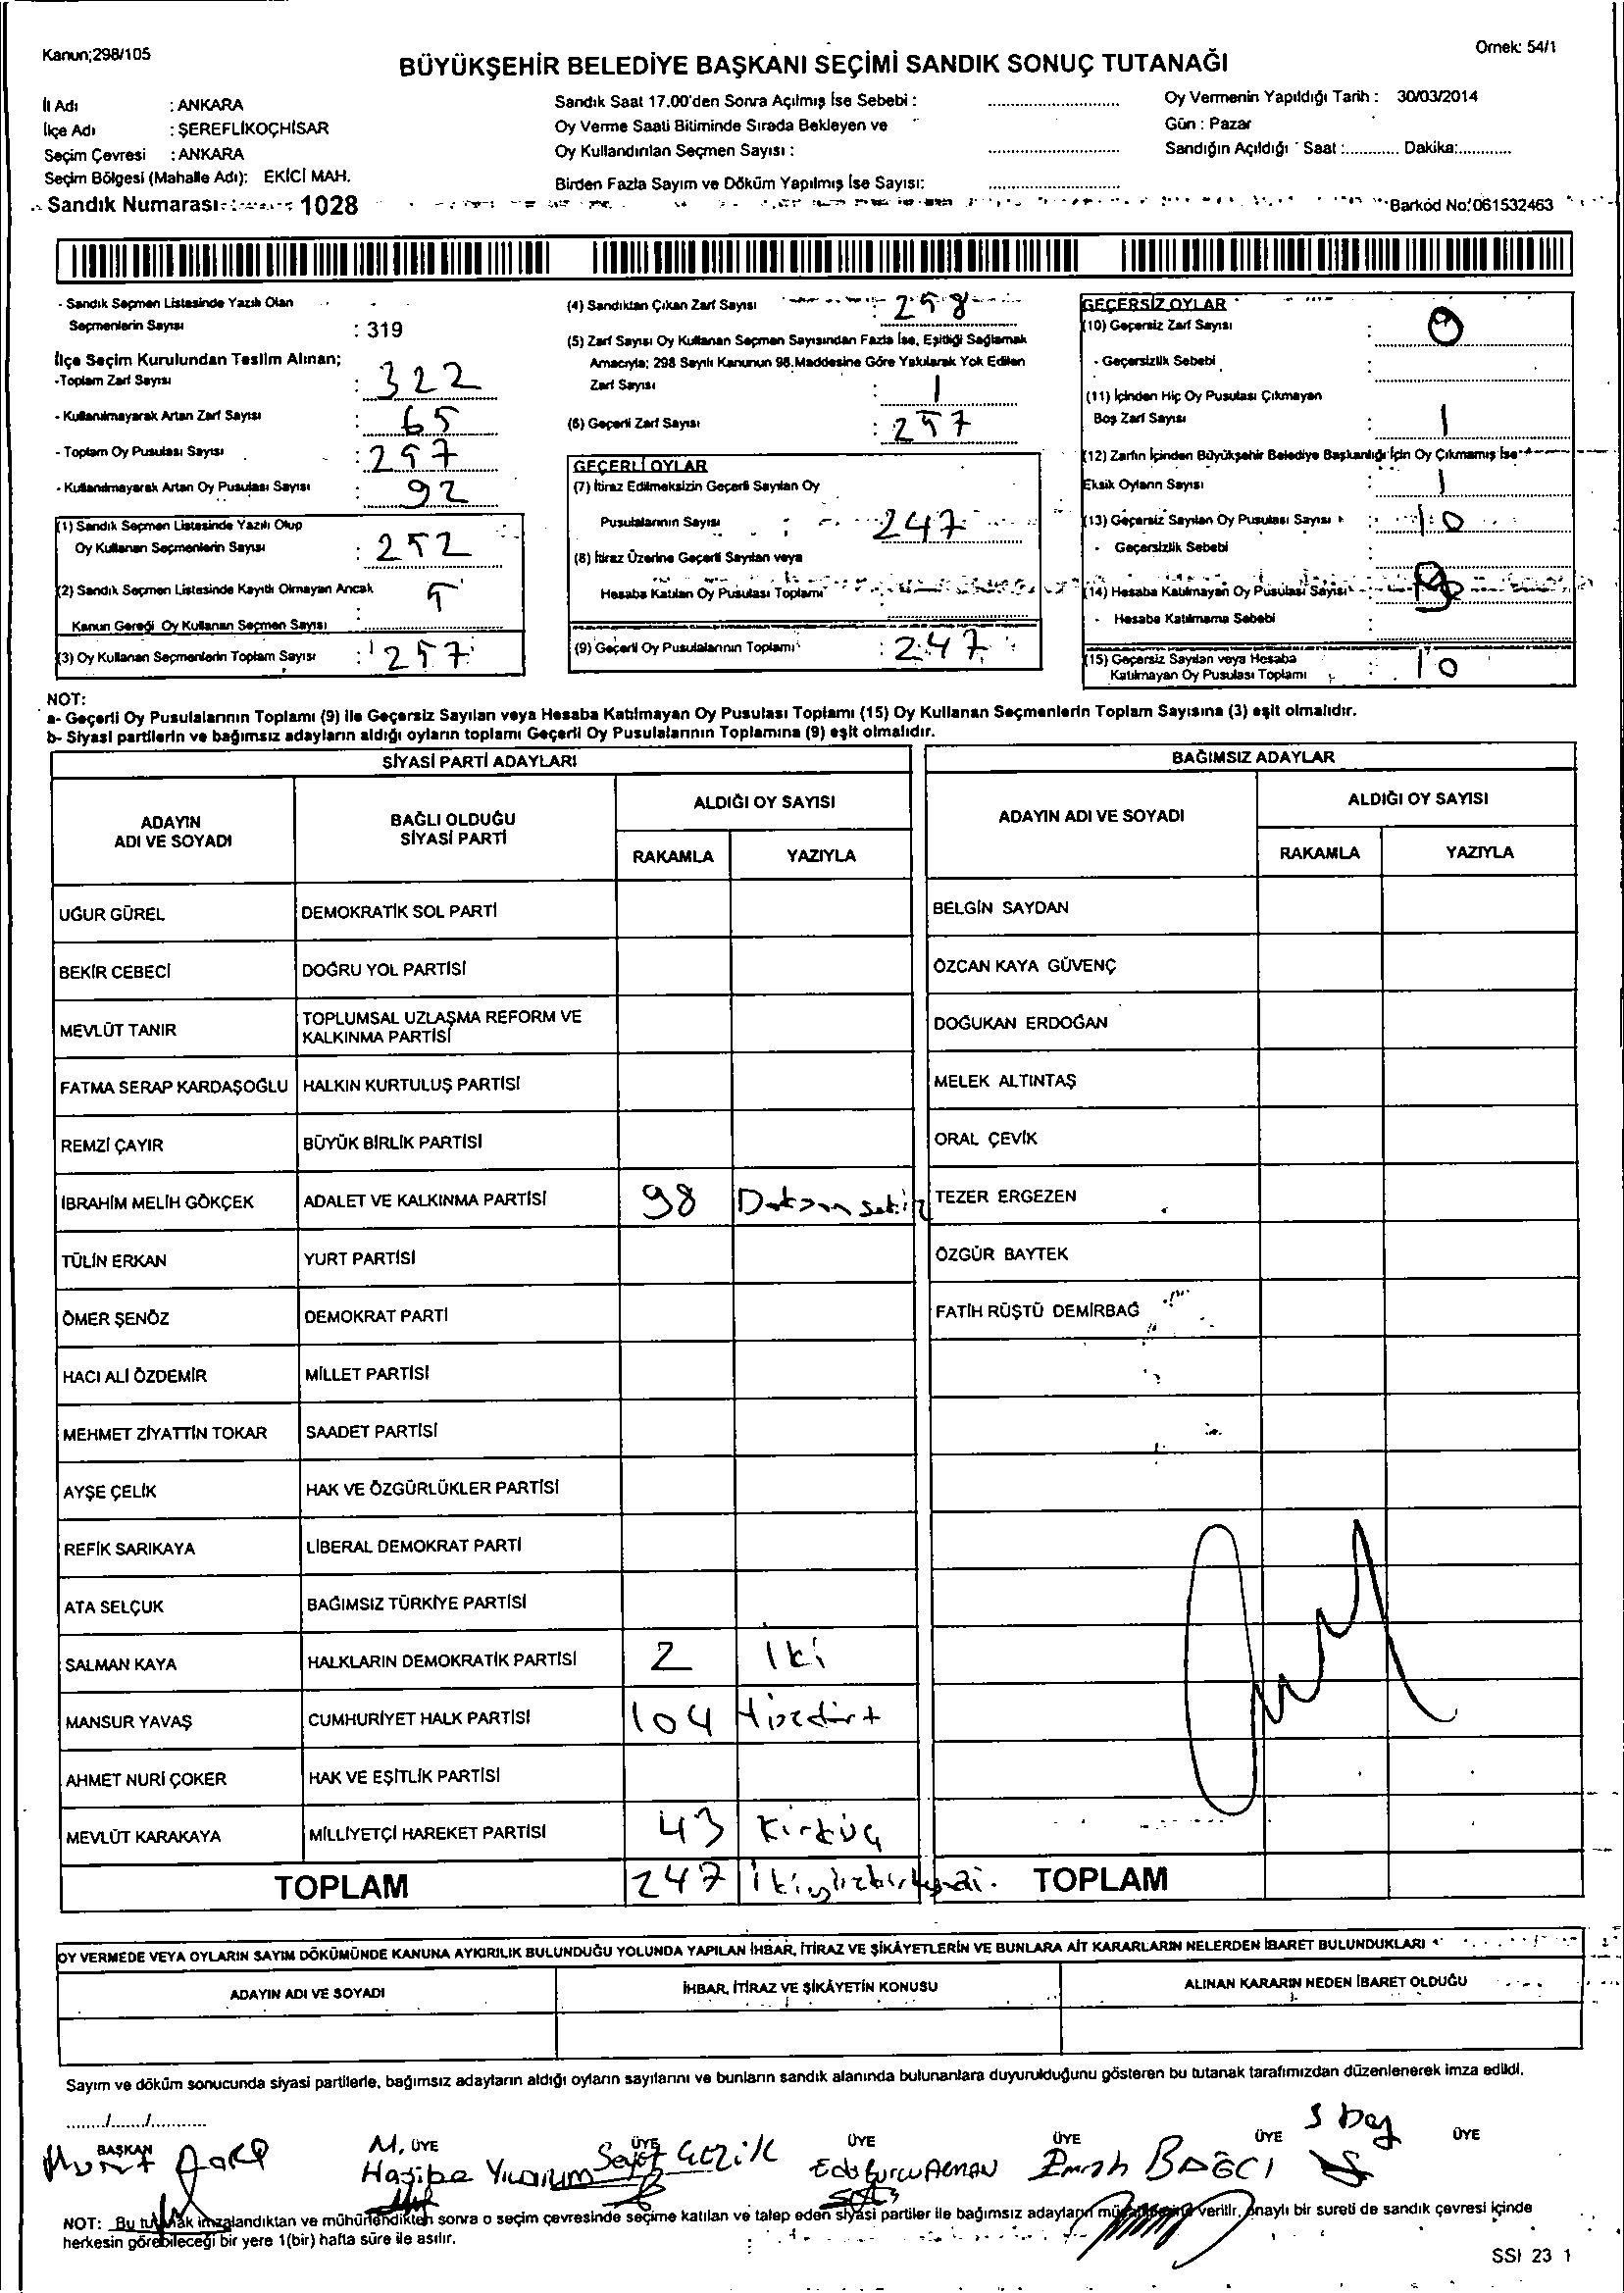 Kanun;298/105
Örnek: 54/1
BÜYÜKŞEHİR BELEDİYE BAŞKANI SEÇİMİ SANDIK SONUÇ TUTANAĞI
İl Adı : ANKARA
İlçe Adı : ŞEREFLİKOÇHİSAR
Seçim Çevresi : ANKARA
Seçim Bölgesi (Mahalle Adı): EKİCİ MAH.
Sandık Numarası 1028
Sandık Saat 17.00'den Sonra Açılmış İse Sebebi :
Oy Verme Saati Bitiminde Sırada Bekleyen ve
Oy Kullandırılan Seçmen Sayısı :
Birden Fazla Sayım ve Döküm Yapılmış İse Sayısı:
Oy Vermenin Yapıldığı Tarih : 30/03/2014
Gün : Pazar
Sandığın Açıldığı Saat :............ Dakika:............
Barkod No:061532463
- Sandık Seçmen Listesinde Yazılı Olan
Seçmenlerin Sayısı : 319
İlçe Seçim Kurulundan Teslim Alınan;
-Toplam Zarf Sayısı : 322
- Kullanılmayarak Artan Zarf Sayısı : 65
- Toplam Oy Pusulası Sayısı : 297
- Kullanılmayarak Artan Oy Pusulası Sayısı : 92
(1) Sandık Seçmen Listesinde Yazılı Olup
Oy Kullanan Seçmenlerin Sayısı : 252
(2) Sandık Seçmen Listesinde Kayıtlı Olmayan Ancak
Kanun Gereği Oy Kullanan Seçmen Sayısı : 5
(3) Oy Kullanan Seçmenlerin Toplam Sayısı : 257
(4) Sandıktan Çıkan Zarf Sayısı : 258
(5) Zarf Sayısı Oy Kullanan Seçmen Sayısından Fazla İse, Eşitliği Sağlamak
Amacıyla; 298 Sayılı Kanunun 98.Maddesine Göre Yakılarak Yok Edilen
Zarf Sayısı : 1
(6) Geçerli Zarf Sayısı : 257
GEÇERLİ OYLAR
(7) İtiraz Edilmeksizin Geçerli Sayılan Oy
Pusulalarının Sayısı : 247
(8) İtiraz Üzerine Geçerli Sayılan veya
Hesaba Katılan Oy Pusulası Toplamı
(9) Geçerli Oy Pusulalarının Toplamı : 247
GEÇERSİZ OYLAR
(10) Geçersiz Zarf Sayısı : 0
- Geçersizlik Sebebi :
(11) İçinden Hiç Oy Pusulası Çıkmayan
Boş Zarf Sayısı : 1
(12) Zarfın İçinden Büyükşehir Belediye Başkanlığı İçin Oy Çıkmamış İse
Eksik Oyların Sayısı : 1
(13) Geçersiz Sayılan Oy Pusulası Sayısı : 10
- Geçersizlik Sebebi :
(14) Hesaba Katılmayan Oy Pusulası Sayısı
- Hesaba Katılmama Sebebi :
(15) Geçersiz Sayılan veya Hesaba
Katılmayan Oy Pusulası Toplamı : 10
NOT:
a- Geçerli Oy Pusulalarının Toplamı (9) ile Geçersiz Sayılan veya Hesaba Katılmayan Oy Pusulası Toplamı (15) Oy Kullanan Seçmenlerin Toplam Sayısına (3) eşit olmalıdır.
b- Siyasi partilerin ve bağımsız adayların aldığı oyların toplamı Geçerli Oy Pusulalarının Toplamına (9) eşit olmalıdır.
SİYASİ PARTİ ADAYLARI
ADAYIN ADI VE SOYADI
BAĞLI OLDUĞU SİYASİ PARTİ
ALDIĞI OY SAYISI
RAKAMLA YAZIYLA
UĞUR GÜREL DEMOKRATİK SOL PARTİ
BEKİR CEBECİ DOĞRU YOL PARTİSİ
MEVLÜT TANIR TOPLUMSAL UZLAŞMA REFORM VE KALKINMA PARTİSİ
FATMA SERAP KARDAŞOĞLU HALKIN KURTULUŞ PARTİSİ
REMZİ ÇAYIR BÜYÜK BİRLİK PARTİSİ
İBRAHİM MELİH GÖKÇEK ADALET VE KALKINMA PARTİSİ 98 Doksan sekiz
TÜLİN ERKAN YURT PARTİSİ
ÖMER ŞENÖZ DEMOKRAT PARTİ
HACI ALİ ÖZDEMİR MİLLET PARTİSİ
MEHMET ZİYATTİN TOKAR SAADET PARTİSİ
AYŞE ÇELİK HAK VE ÖZGÜRLÜKLER PARTİSİ
REFİK SARIKAYA LİBERAL DEMOKRAT PARTİ
ATA SELÇUK BAĞIMSIZ TÜRKİYE PARTİSİ
SALMAN KAYA HALKLARIN DEMOKRATİK PARTİSİ 2 İki
MANSUR YAVAŞ CUMHURİYET HALK PARTİSİ 104 Yüzdört
AHMET NURİ ÇOKER HAK VE EŞİTLİK PARTİSİ
MEVLÜT KARAKAYA MİLLİYETÇİ HAREKET PARTİSİ 43 Kırküç
TOPLAM 247 İkiyüzkırkyedi.
BAĞIMSIZ ADAYLAR
ADAYIN ADI VE SOYADI
ALDIĞI OY SAYISI
RAKAMLA YAZIYLA
BELGİN SAYDAN
ÖZCAN KAYA GÜVENÇ
DOĞUKAN ERDOĞAN
MELEK ALTINTAŞ
ORAL ÇEVİK
TEZER ERGEZEN
ÖZGÜR BAYTEK
FATİH RÜŞTÜ DEMİRBAĞ
TOPLAM
OY VERMEDE VEYA OYLARIN SAYIM DÖKÜMÜNDE KANUNA AYKIRILIK BULUNDUĞU YOLUNDA YAPILAN İHBAR, İTİRAZ VE ŞİKÂYETLERİN VE BUNLARA AİT KARARLARIN NELERDEN İBARET BULUNDUKLARI
ADAYIN ADI VE SOYADI
İHBAR, İTİRAZ VE ŞİKÂYETİN KONUSU
ALINAN KARARIN NEDEN İBARET OLDUĞU
Sayım ve döküm sonucunda siyasi partilerle, bağımsız adayların aldığı oyların sayılarını ve bunların sandık alanında bulunanlara duyurulduğunu gösteren bu tutanak tarafımızdan düzenlenerek imza edildi.
......../......../...........
BAŞKAN ÜYE ÜYE ÜYE ÜYE ÜYE ÜYE
Hasibe YILDIRIM
Emrah BAĞCI
NOT: Bu tutanak imzalandıktan ve mühürlendikten sonra o seçim çevresinde seçime katılan ve talep eden siyasi partiler ile bağımsız adayların müşahitlerine verilir, onaylı bir sureti de sandık çevresi içinde
herkesin görebileceği bir yere 1(bir) hafta süre ile asılır.
SSI 23 1